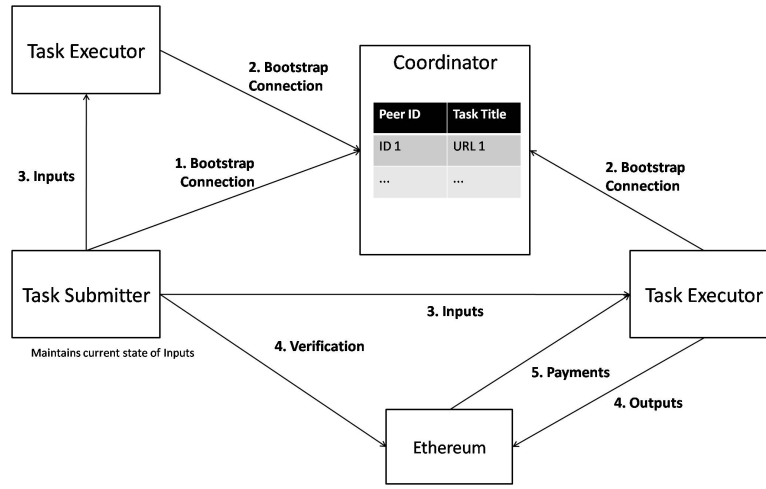 Task Executor
2. Bootstrap
Connection
Coordinator
Peer ID Task Title
ID 1 URL 1
... ...
1. Bootstrap
Connection
2. Bootstrap
Connection
3. Inputs
Task Submitter
Task Executor
3. Inputs
Maintains current state of Inputs
4. Verification
5. Payments
4. Outputs
Ethereum